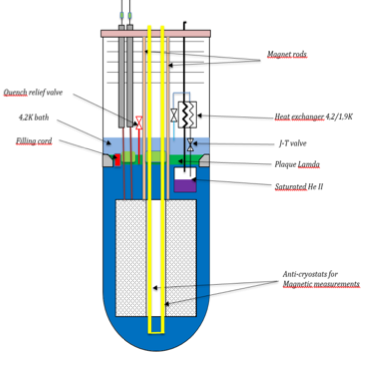 Magnet rods
Quench relief valve
4.2K bath
Heat exchanger 4.2/1.9K
Filling cord
J-T valve
Plaque Lamda
Saturated He II
Anti-cryostats for
Magnetic measurements